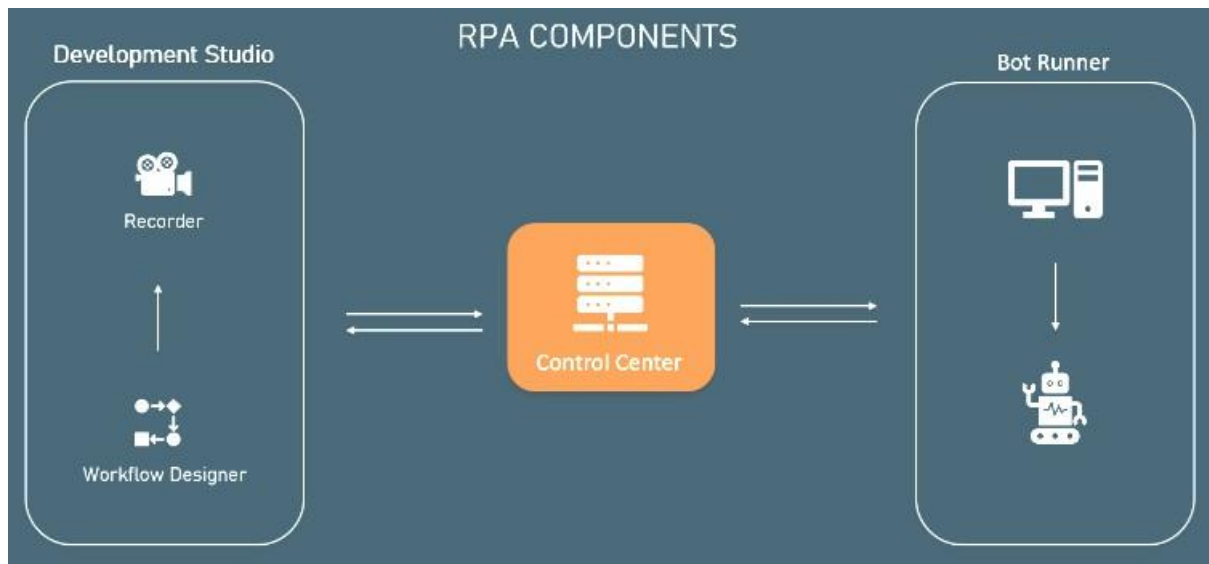 RPA COMPONENTS
Development Studio
Recorder
Workflow Designer
Control Center
Bot Runner